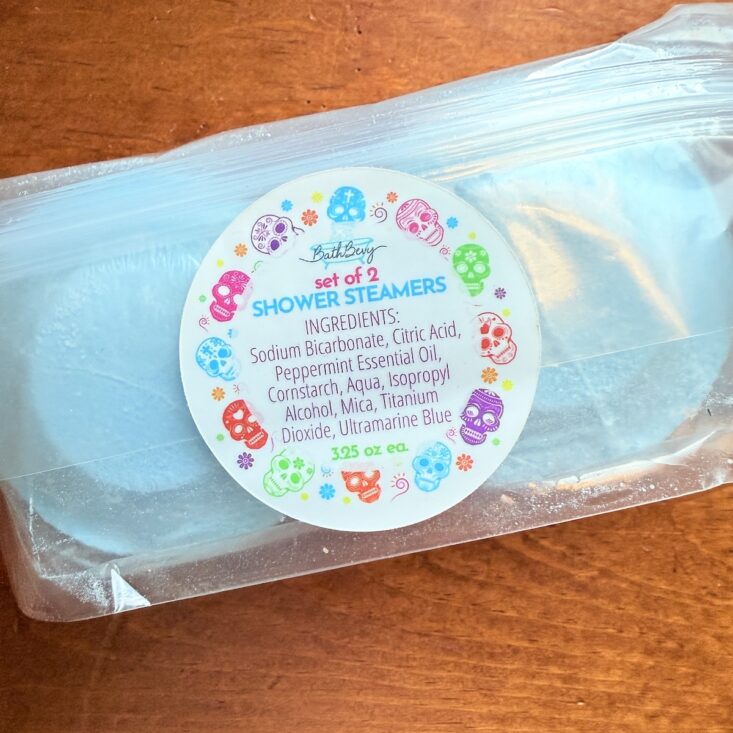 BathBevy
set of 2
SHOWER STEAMERS
INGREDIENTS:
Sodium Bicarbonate, Citric Acid,
Peppermint Essential Oil,
Cornstarch, Aqua, Isopropyl
Alcohol, Mica, Titanium
Dioxide, Ultramarine Blue
3.25 oz ea.